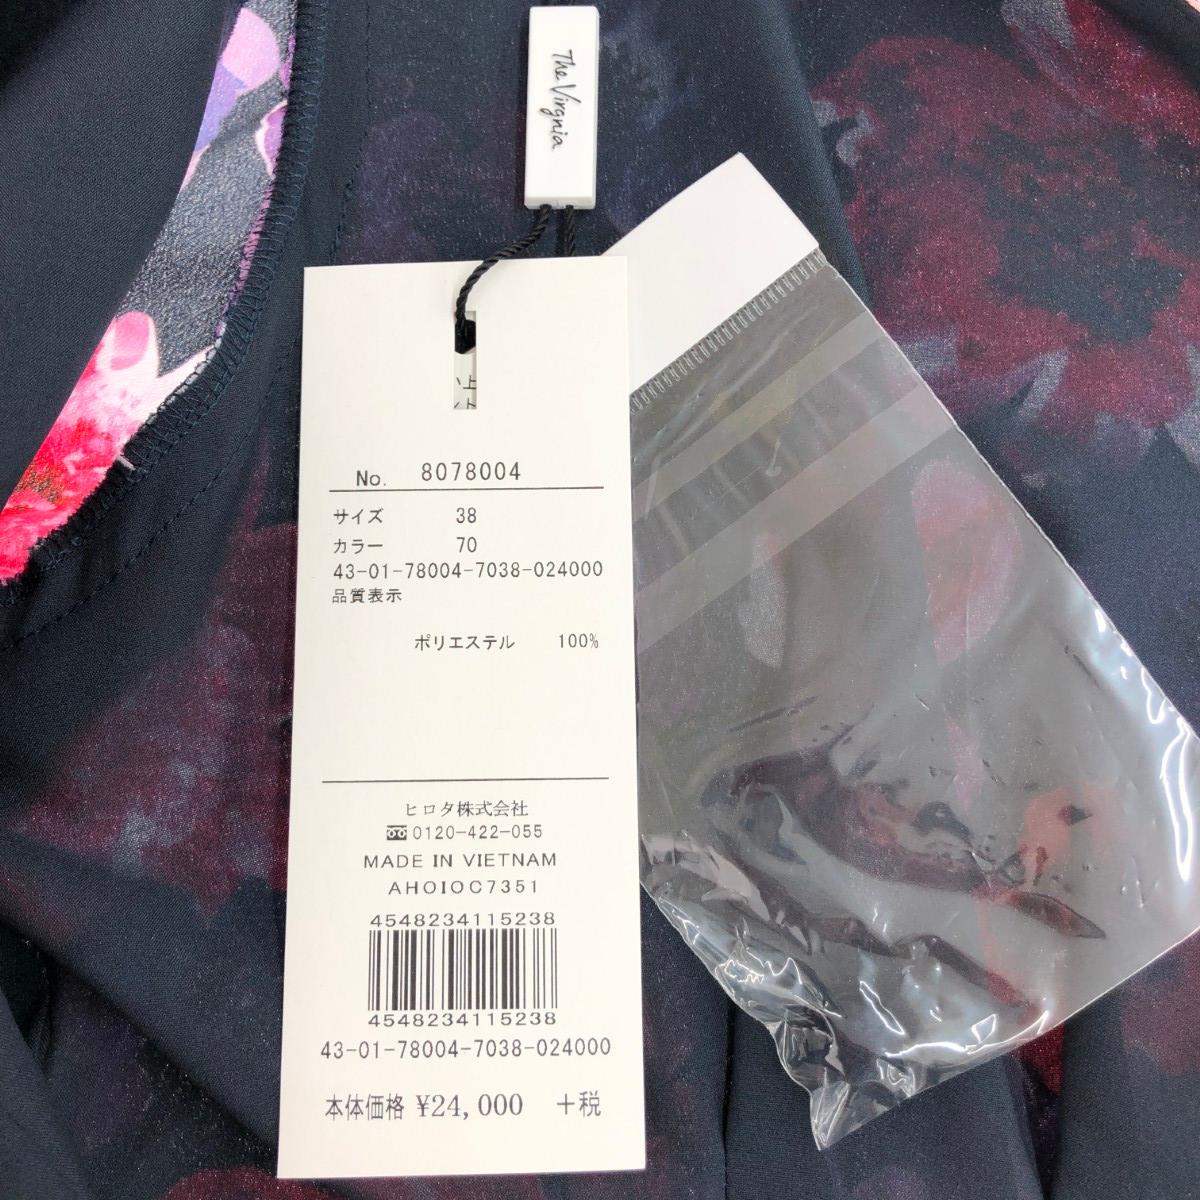 The Virgnia
No. 8078004
サイズ 38
カラー 70
43-01-78004-7038-024000
品質表示
ポリエステル 100%
ヒロタ株式会社
0120-422-055
MADE IN VIETNAM
AHOIOC7351
4548234115238
4548234115238
43-01-78004-7038-024000
本体価格 ¥24,000 +税